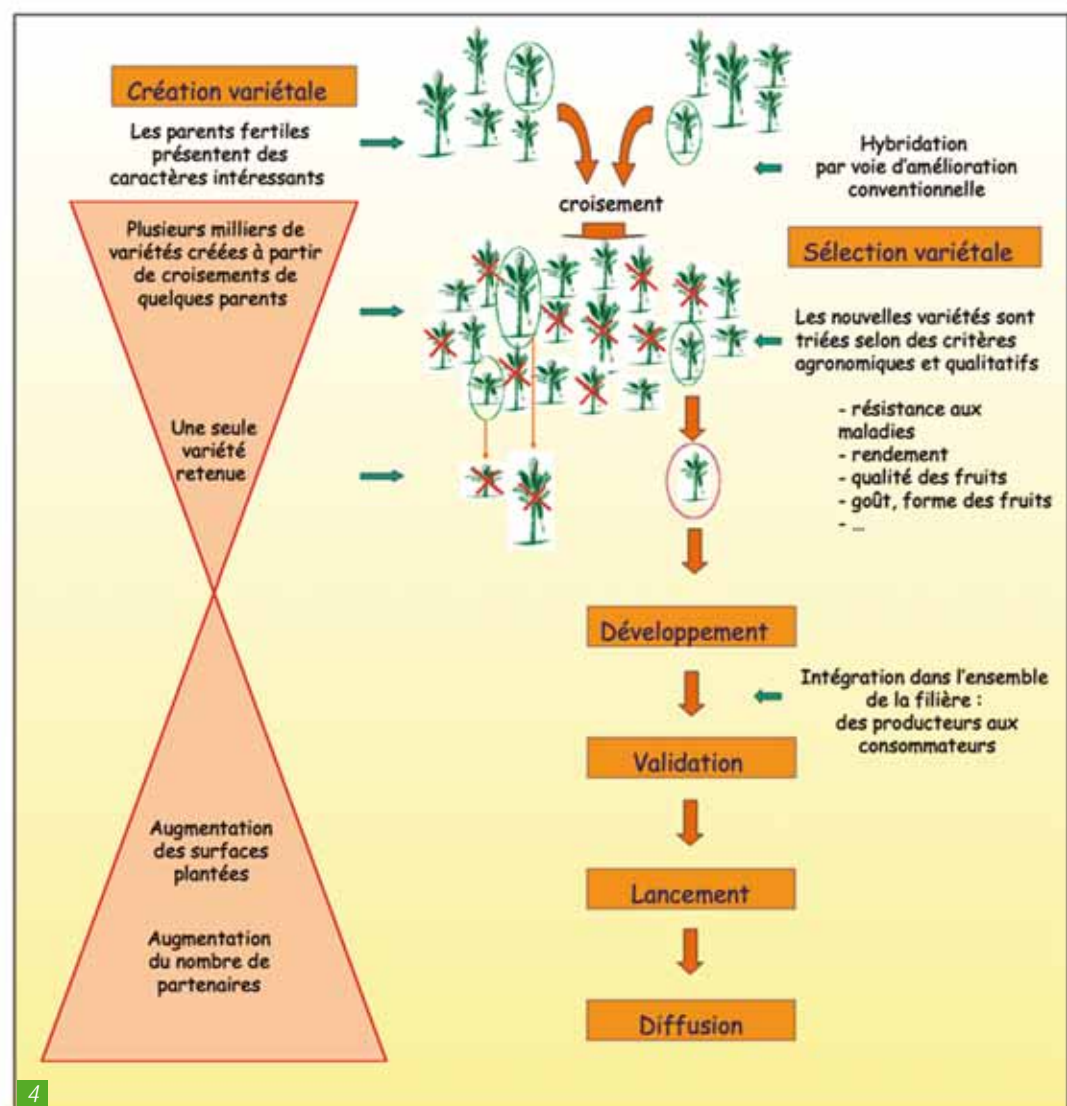 Création variétale
Les parents fertiles
présentent des
caractères intéressants
Hybridation
par voie d'amélioration
conventionnelle
croisement
Plusieurs milliers de
variétés créées à partir
de croisements de
quelques parents
Sélection variétale
Les nouvelles variétés sont
triées selon des critères
agronomiques et qualitatifs
- résistance aux
maladies
- rendement
- qualité des fruits
- goût, forme des fruits
- ...
Une seule
variété
retenue
Développement
Intégration dans l'ensemble
de la filière :
des producteurs aux
consommateurs
Validation
Augmentation
des surfaces
plantées
Lancement
Augmentation
du nombre de
partenaires
Diffusion
4